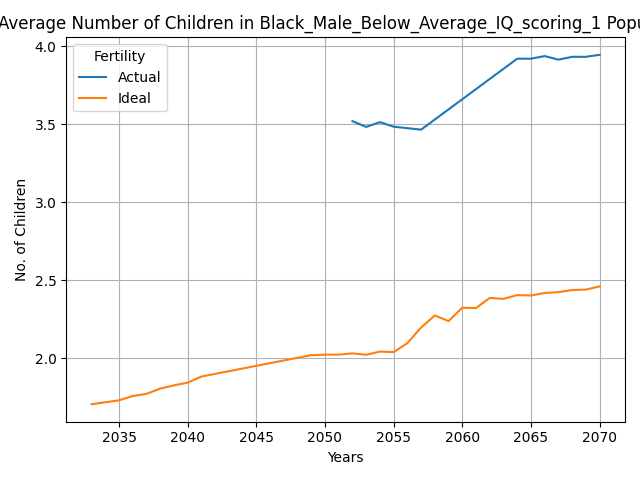 Average Number of Children in Black_Male_Below_Average_IQ_scoring_1 Popu
Fertility
Actual
Ideal
4.0
3.5
3.0
2.5
2.0
No. of Children
2035 2040 2045 2050 2055 2060 2065 2070
Years